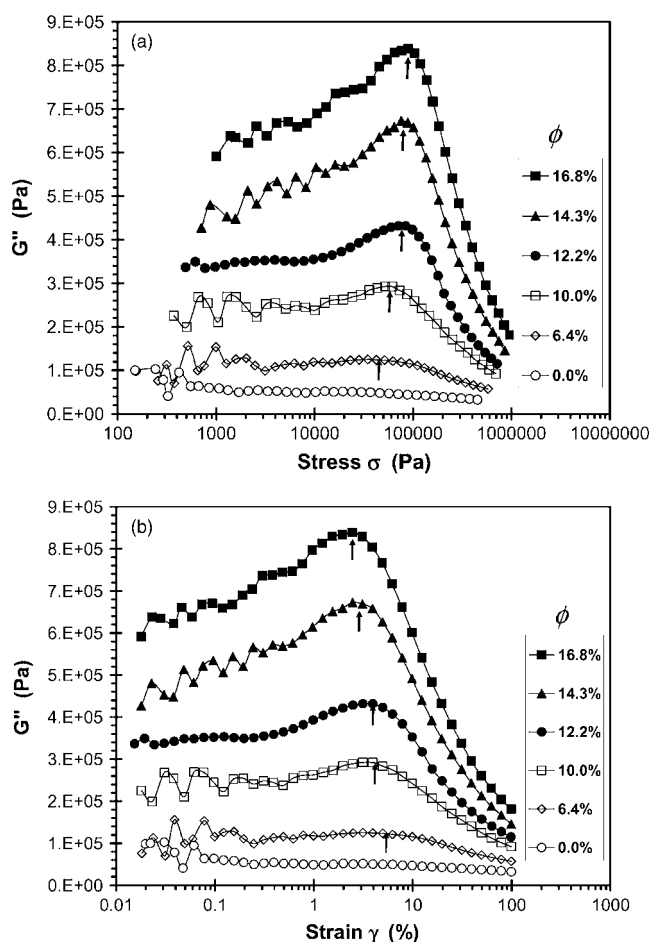 (a)
9.E+05
8.E+05
7.E+05
6.E+05
5.E+05
4.E+05
3.E+05
2.E+05
1.E+05
0.E+00
G" (Pa)
100 1000 10000 100000 1000000 10000000
Stress σ (Pa)
ϕ
16.8%
14.3%
12.2%
10.0%
6.4%
0.0%
(b)
9.E+05
8.E+05
7.E+05
6.E+05
5.E+05
4.E+05
3.E+05
2.E+05
1.E+05
0.E+00
G" (Pa)
0.01 0.1 1 10 100 1000
Strain γ (%)
ϕ
16.8%
14.3%
12.2%
10.0%
6.4%
0.0%